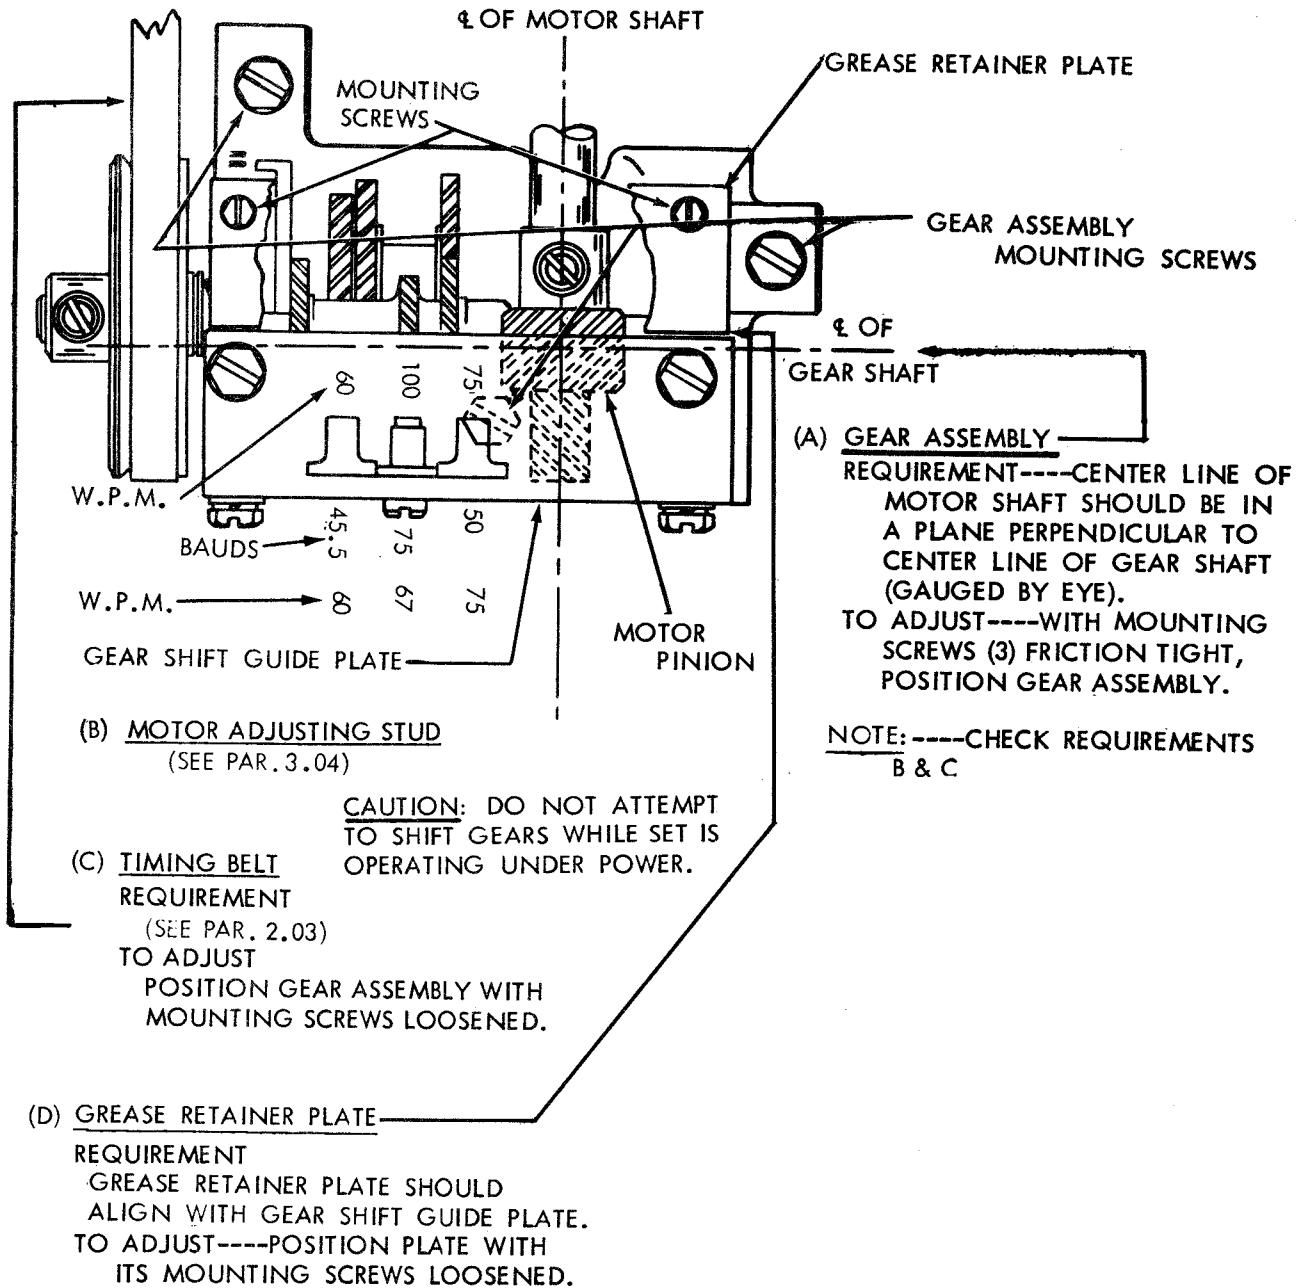 ℄ OF MOTOR SHAFT
GREASE RETAINER PLATE
MOUNTING
SCREWS
GEAR ASSEMBLY
MOUNTING SCREWS
℄ OF
GEAR SHAFT
60
100
75
W.P.M.
BAUDS
45.5
75
50
W.P.M.
60
67
75
GEAR SHIFT GUIDE PLATE
MOTOR
PINION
(A) GEAR ASSEMBLY
REQUIREMENT----CENTER LINE OF
MOTOR SHAFT SHOULD BE IN
A PLANE PERPENDICULAR TO
CENTER LINE OF GEAR SHAFT
(GAUGED BY EYE).
TO ADJUST----WITH MOUNTING
SCREWS (3) FRICTION TIGHT,
POSITION GEAR ASSEMBLY.
NOTE:----CHECK REQUIREMENTS
B & C
(B) MOTOR ADJUSTING STUD
(SEE PAR. 3.04)
CAUTION: DO NOT ATTEMPT
TO SHIFT GEARS WHILE SET IS
OPERATING UNDER POWER.
(C) TIMING BELT
REQUIREMENT
(SEE PAR. 2.03)
TO ADJUST
POSITION GEAR ASSEMBLY WITH
MOUNTING SCREWS LOOSENED.
(D) GREASE RETAINER PLATE
REQUIREMENT
GREASE RETAINER PLATE SHOULD
ALIGN WITH GEAR SHIFT GUIDE PLATE.
TO ADJUST----POSITION PLATE WITH
ITS MOUNTING SCREWS LOOSENED.